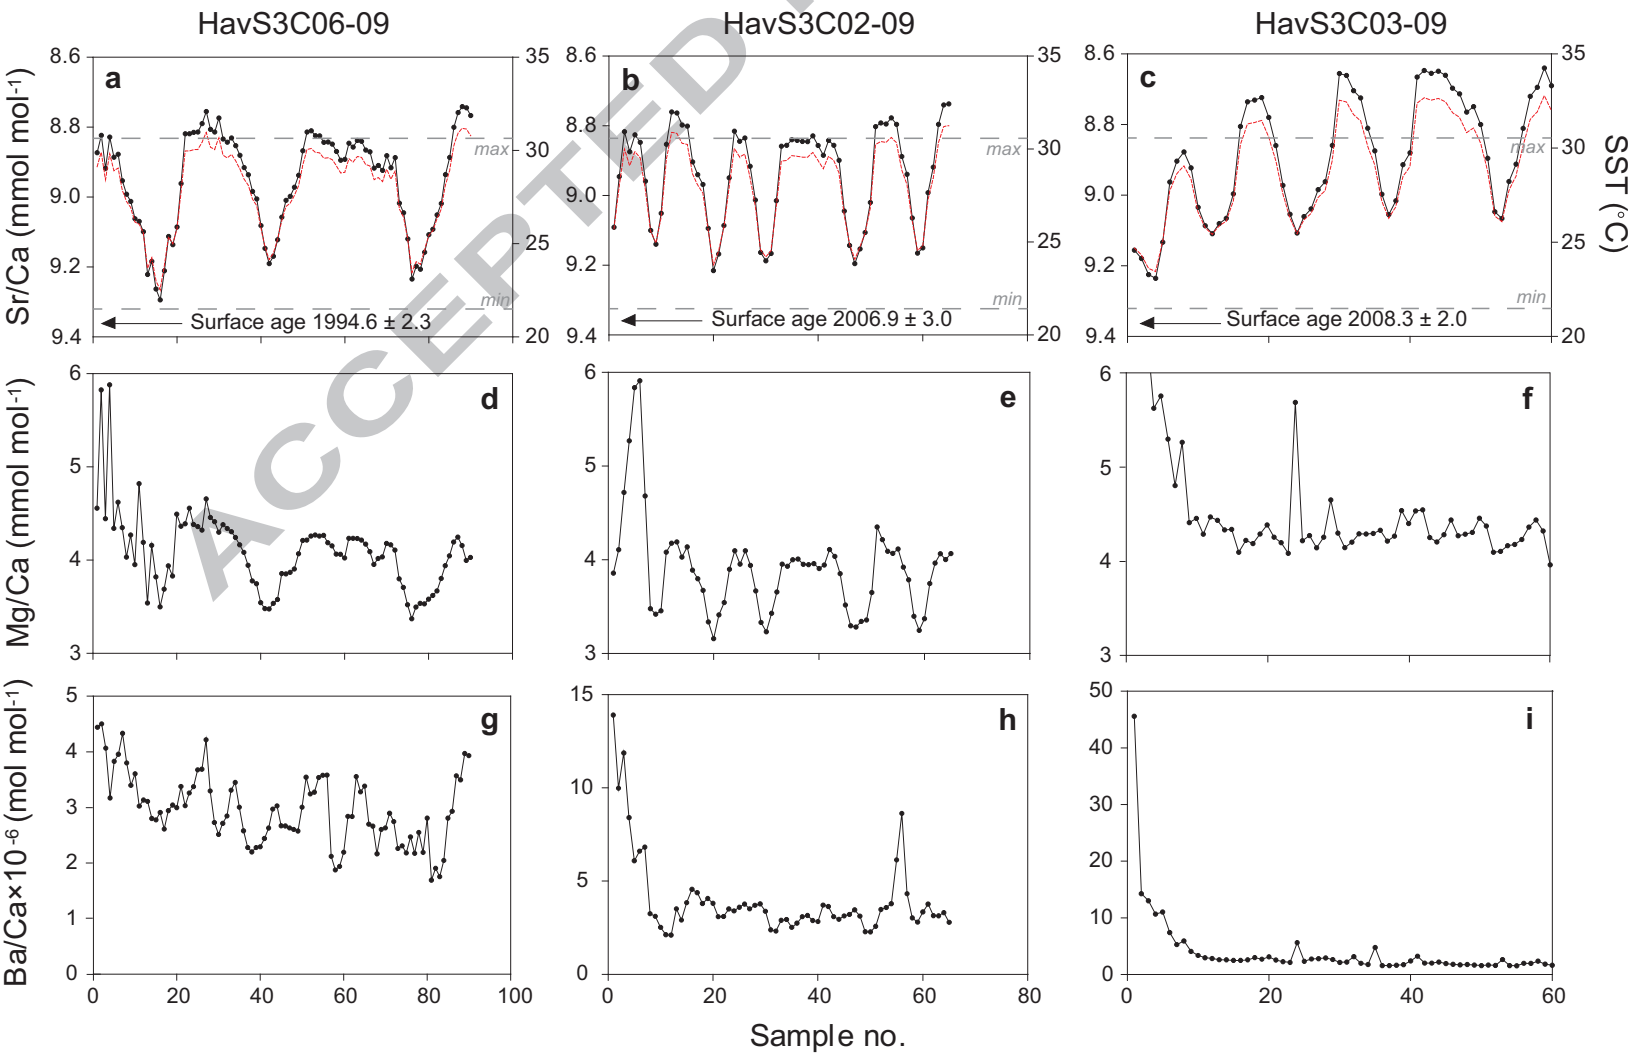 HavS3C06-09 HavS3C02-09 HavS3C03-09
ACCEPTED
Sr/Ca (mmol mol-1)
8.6
8.8
9.0
9.2
9.4
a
max
min
Surface age 1994.6 ± 2.3
35
30
25
20
8.6
8.8
9.0
9.2
9.4
b
max
min
Surface age 2006.9 ± 3.0
35
30
25
20
8.6
8.8
9.0
9.2
9.4
c
max
min
Surface age 2008.3 ± 2.0
35
30
25
20
SST (°C)
Mg/Ca (mmol mol-1)
6
5
4
3
d
6
5
4
3
e
6
5
4
3
f
Ba/Ca×10-6 (mol mol-1)
5
4
3
2
1
0
g
0 20 40 60 80 100
15
10
5
0
h
0 20 40 60 80
50
40
30
20
10
0
i
0 20 40 60
Sample no.